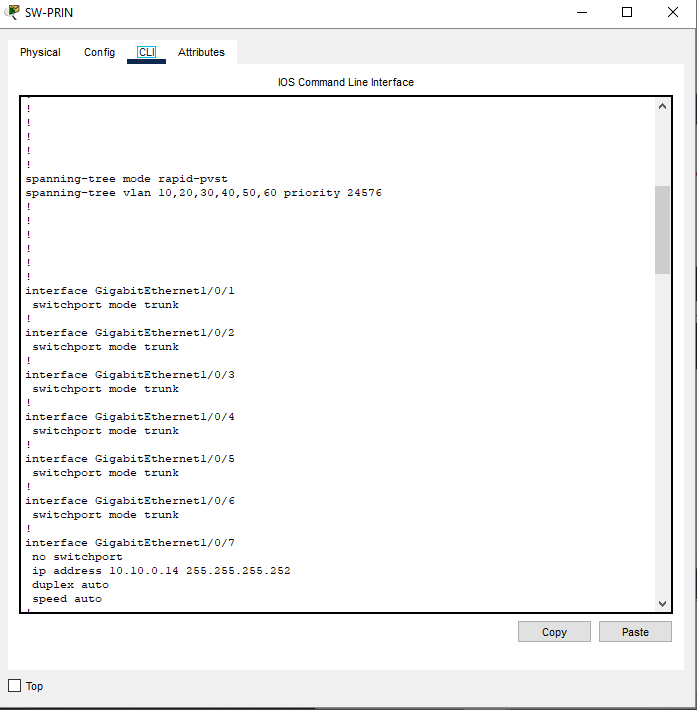 SW-PRIN
Physical Config CLI Attributes
IOS Command Line Interface
!
!
!
!
!
spanning-tree mode rapid-pvst
spanning-tree vlan 10,20,30,40,50,60 priority 24576
!
!
!
!
!
!
interface GigabitEthernet1/0/1
 switchport mode trunk
!
interface GigabitEthernet1/0/2
 switchport mode trunk
!
interface GigabitEthernet1/0/3
 switchport mode trunk
!
interface GigabitEthernet1/0/4
 switchport mode trunk
!
interface GigabitEthernet1/0/5
 switchport mode trunk
!
interface GigabitEthernet1/0/6
 switchport mode trunk
!
interface GigabitEthernet1/0/7
 no switchport
 ip address 10.10.0.14 255.255.255.252
 duplex auto
 speed auto
!
Copy Paste
Top